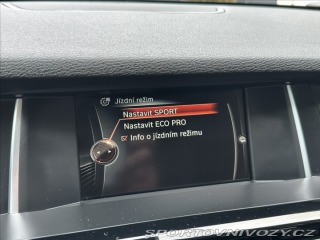 Jízdní režim
Nastavit SPORT
Nastavit ECO PRO
Info o jízdním režimu
SPORTOVNIVOZY.CZ